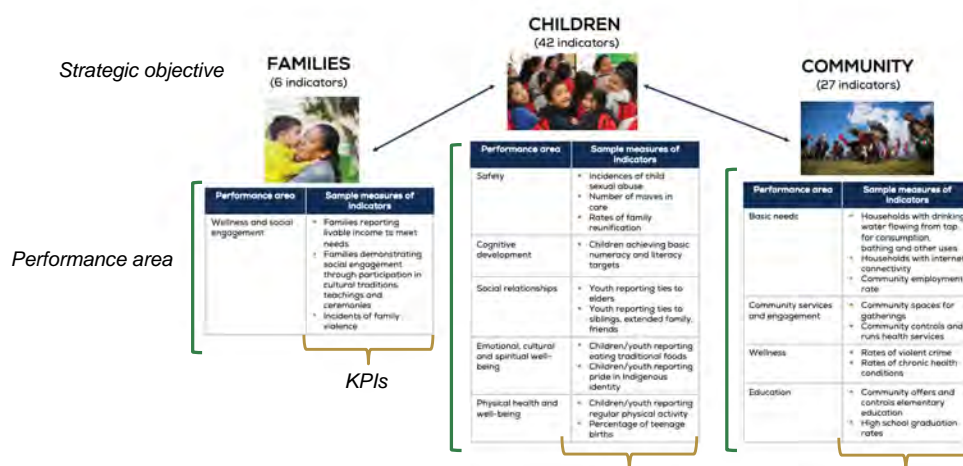 CHILDREN
(42 indicators)
Strategic objective
FAMILIES
(6 indicators)
COMMUNITY
(27 indicators)
Performance area
Performance area
Sample measures of
indicators
Wellness and social
engagement
Families reporting
livable income to meet
needs
Families demonstrating
social engagement
through participation in
cultural traditions,
teachings and
ceremonies
Incidents of family
violence
KPIs
Performance area
Sample measures of
indicators
Safety
Incidences of child
sexual abuse
Number of moves in
care
Rates of family
reunification
Cognitive
development
Children achieving basic
numeracy and literacy
targets
Social relationships
Youth reporting ties to
elders
Youth reporting ties to
siblings, extended family,
friends
Emotional, cultural
and spiritual well-
being
Children/youth reporting
eating traditional foods
Children/youth reporting
pride in Indigenous
identity
Physical health and
well-being
Children/youth reporting
regular physical activity
Percentage of teenage
births
Performance area
Sample measures of
indicators
Basic needs
Households with drinking
water flowing from tap
for consumption,
bathing and other uses
Households with internet
connectivity
Community employment
rate
Community services
and engagement
Community spaces for
gatherings
Community controls and
runs health services
Wellness
Rates of violent crime
Rates of chronic health
conditions
Education
Community offers and
controls elementary
education
High school graduation
rates